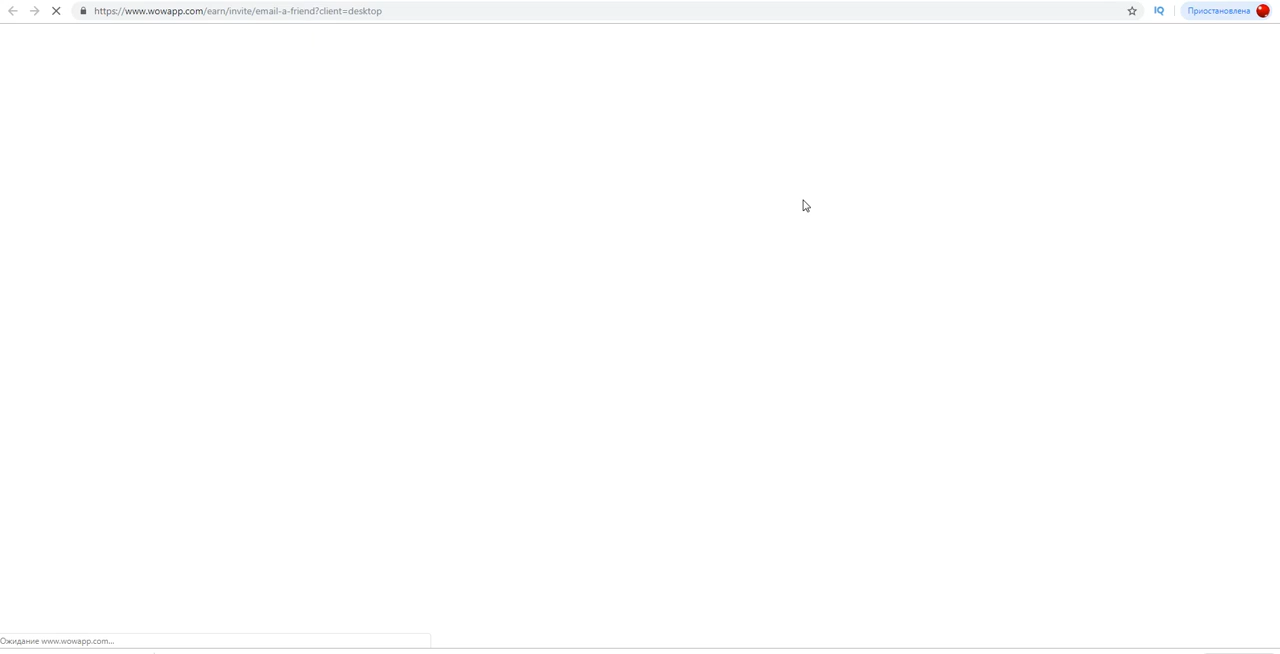 https://www.wowapp.com/earn/invite/email-a-friend?client=desktop
IQ
Приостановлена
Ожидание www.wowapp.com...